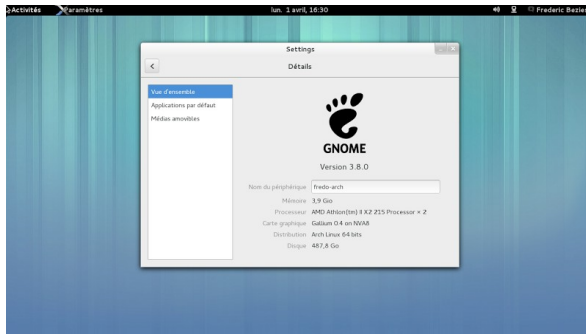 Activités Paramètres lun. 1 avril, 16:30 Frederic Bezies
Settings
Détails
Vue d'ensemble
Applications par défaut
Médias amovibles
GNOME
Version 3.8.0
Nom du périphérique fredo-arch
Mémoire 3,9 Gio
Processeur AMD Athlon(tm) II X2 215 Processor × 2
Carte graphique Gallium 0.4 on NVA8
Distribution Arch Linux 64 bits
Disque 487,8 Go